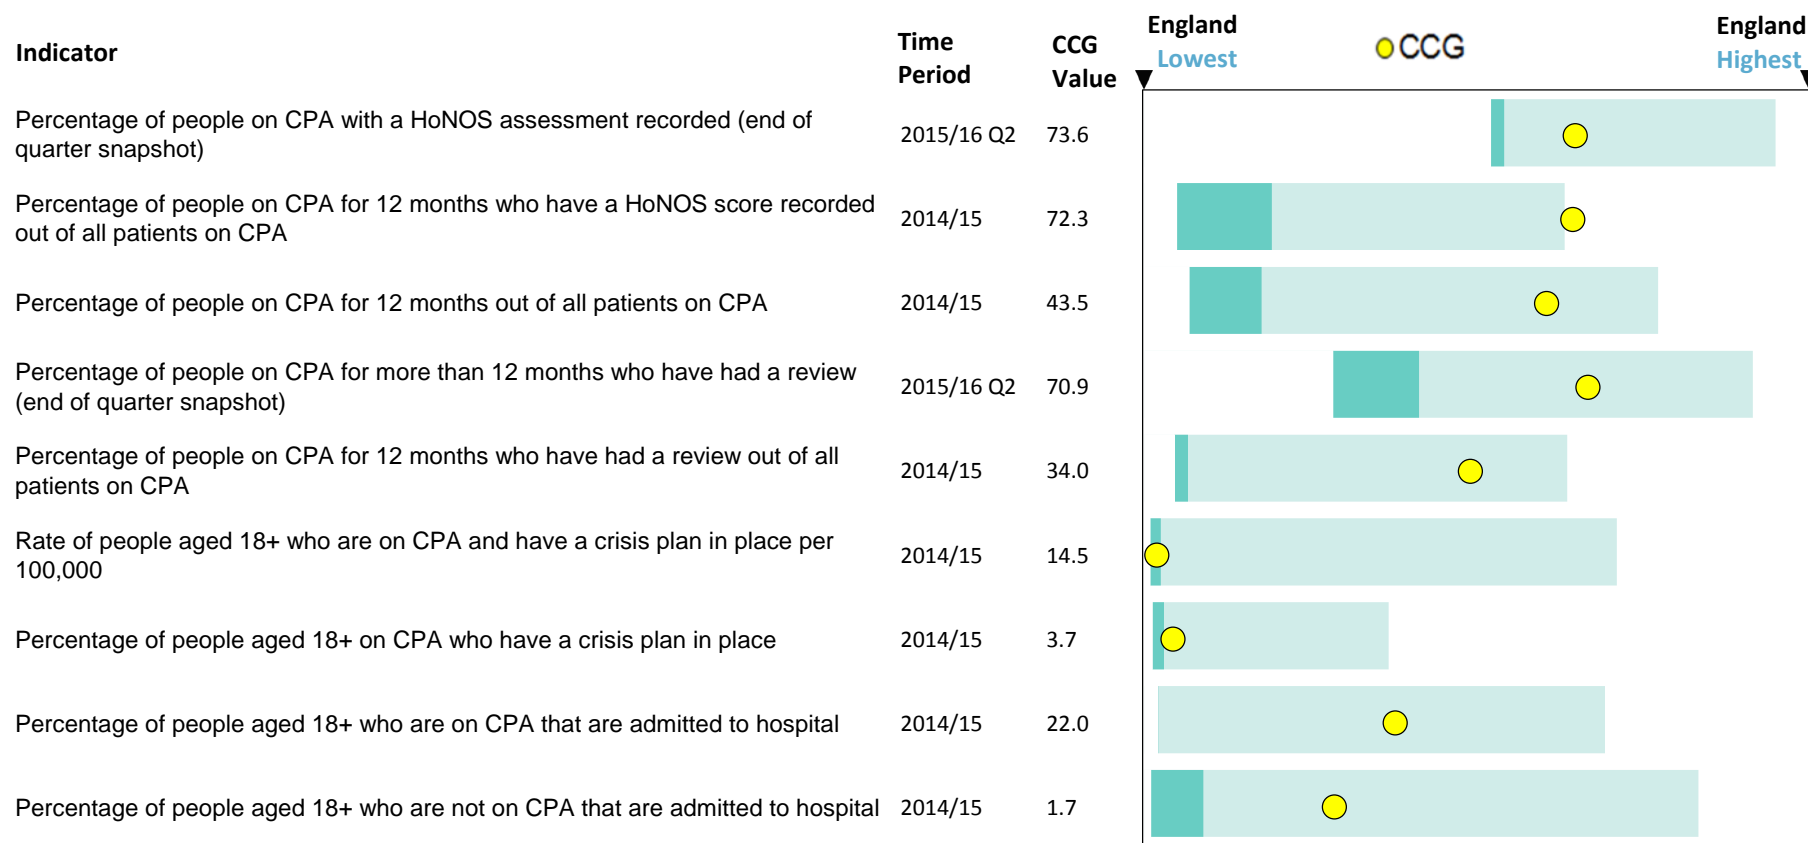 Indicator
Time
Period
CCG
Value
England
Lowest
CCG
England
Highest
Percentage of people on CPA with a HoNOS assessment recorded (end of
quarter snapshot)
2015/16 Q2
73.6
Percentage of people on CPA for 12 months who have a HoNOS score recorded
out of all patients on CPA
2014/15
72.3
Percentage of people on CPA for 12 months out of all patients on CPA
2014/15
43.5
Percentage of people on CPA for more than 12 months who have had a review
(end of quarter snapshot)
2015/16 Q2
70.9
Percentage of people on CPA for 12 months who have had a review out of all
patients on CPA
2014/15
34.0
Rate of people aged 18+ who are on CPA and have a crisis plan in place per
100,000
2014/15
14.5
Percentage of people aged 18+ on CPA who have a crisis plan in place
2014/15
3.7
Percentage of people aged 18+ who are on CPA that are admitted to hospital
2014/15
22.0
Percentage of people aged 18+ who are not on CPA that are admitted to hospital
2014/15
1.7